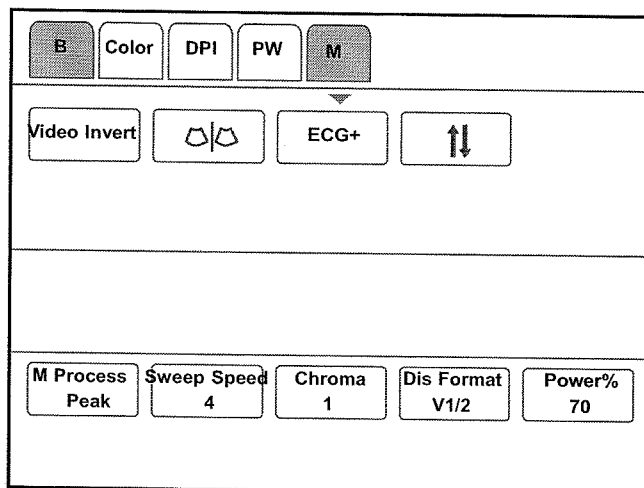 B Color DPI PW M
Video Invert ECG+
M Process Sweep Speed Chroma Dis Format Power%
Peak 4 1 V1/2 70